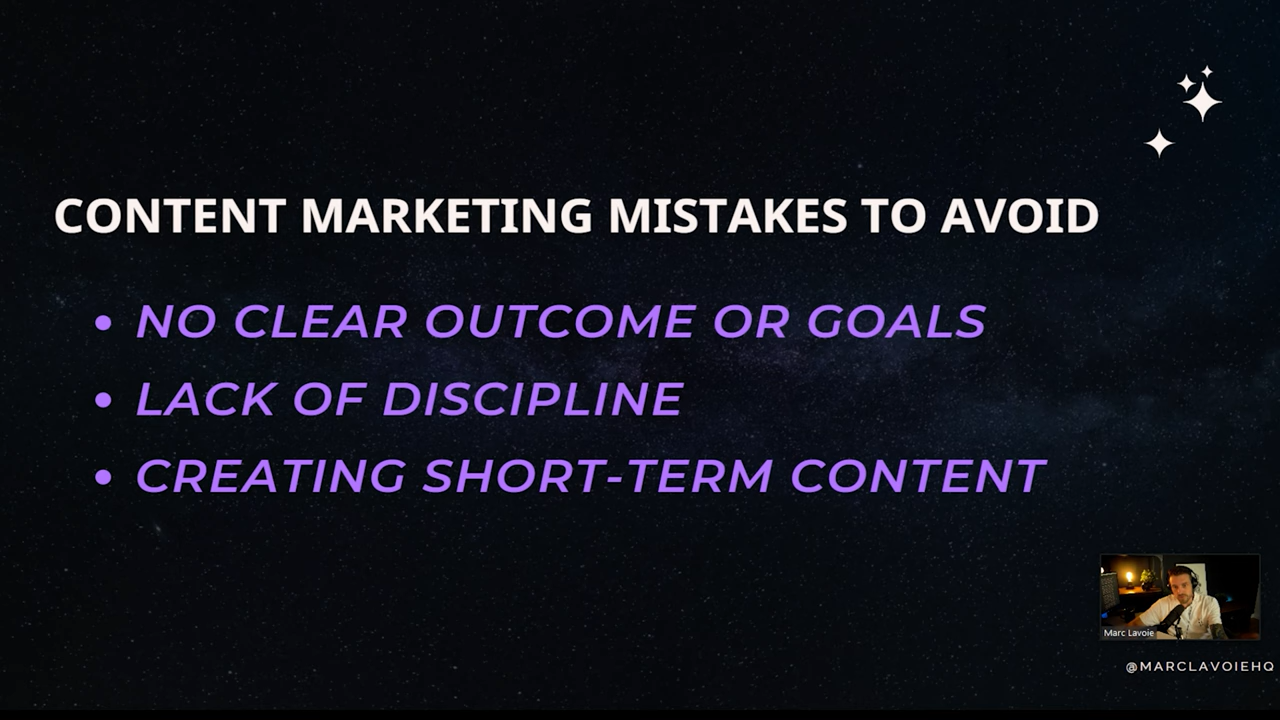 CONTENT MARKETING MISTAKES TO AVOID
• NO CLEAR OUTCOME OR GOALS
• LACK OF DISCIPLINE
• CREATING SHORT-TERM CONTENT
Marc Lavoie
@MARCLAVOIEHQ